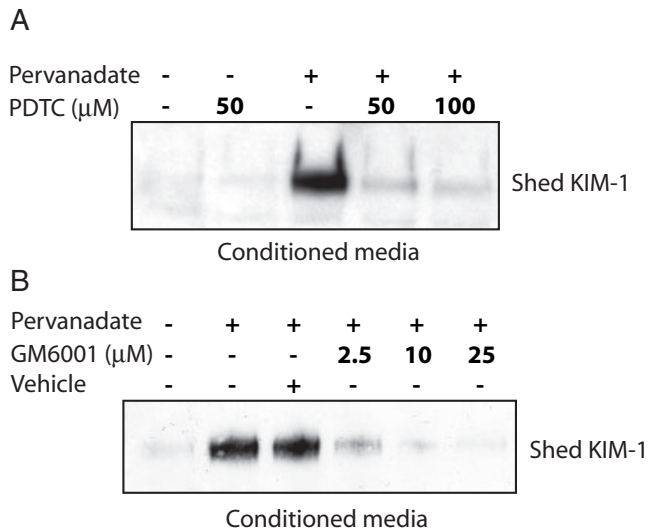 A
Pervanadate - - + + +
PDTC (μM) - 50 - 50 100
Shed KIM-1
Conditioned media
B
Pervanadate - + + + + +
GM6001 (μM) - - - 2.5 10 25
Vehicle - - + - - -
Shed KIM-1
Conditioned media